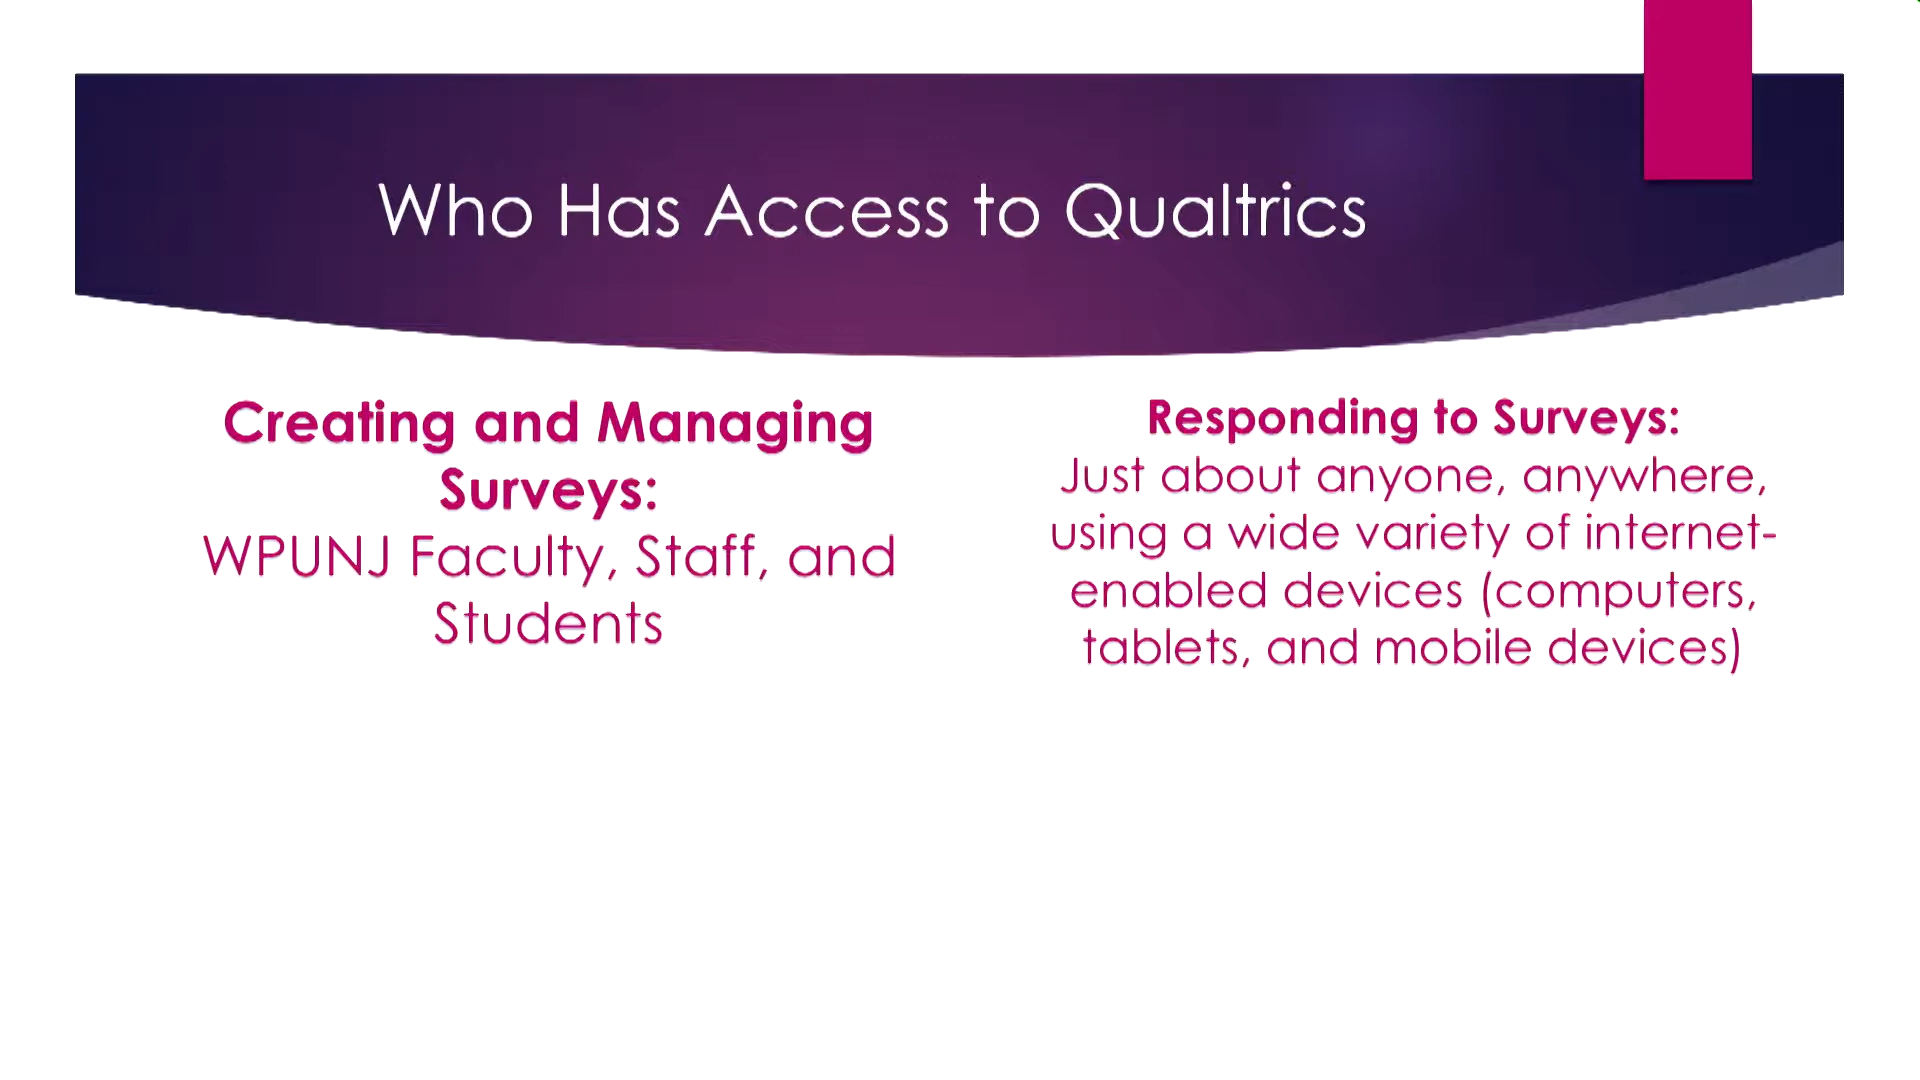 Who Has Access to Qualtrics
Creating and Managing
Surveys:
WPUNJ Faculty, Staff, and
Students
Responding to Surveys:
Just about anyone, anywhere,
using a wide variety of internet-
enabled devices (computers,
tablets, and mobile devices)